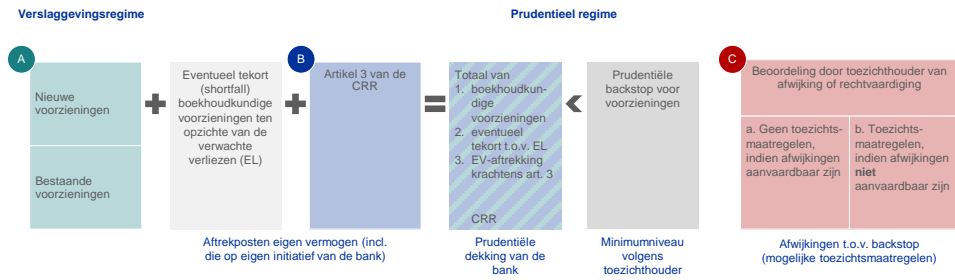 Verslaggevingsregime
Prudentieel regime
A
Nieuwe
voorzieningen
Bestaande
voorzieningen
Eventueel tekort
(shortfall)
boekhoudkundige
voorzieningen ten
opzichte van de
verwachte
verliezen (EL)
B
Artikel 3 van de
CRR
Aftrekposten eigen vermogen (incl.
die op eigen initiatief van de bank)
Totaal van
1. boekhoudkun-
dige
voorzieningen
2. eventueel
tekort t.o.v. EL
3. EV-aftrekking
krachtens art. 3
CRR
Prudentiële
dekking van de
bank
Prudentiële
backstop voor
voorzieningen
Minimumniveau
volgens
toezichthouder
C
Beoordeling door toezichthouder van
afwijking of rechtvaardiging
a. Geen toezichts-
maatregelen,
indien afwijkingen
aanvaardbaar zijn
b. Toezichts-
maatregelen,
indien afwijkingen
niet
aanvaardbaar zijn
Afwijkingen t.o.v. backstop
(mogelijke toezichtsmaatregelen)